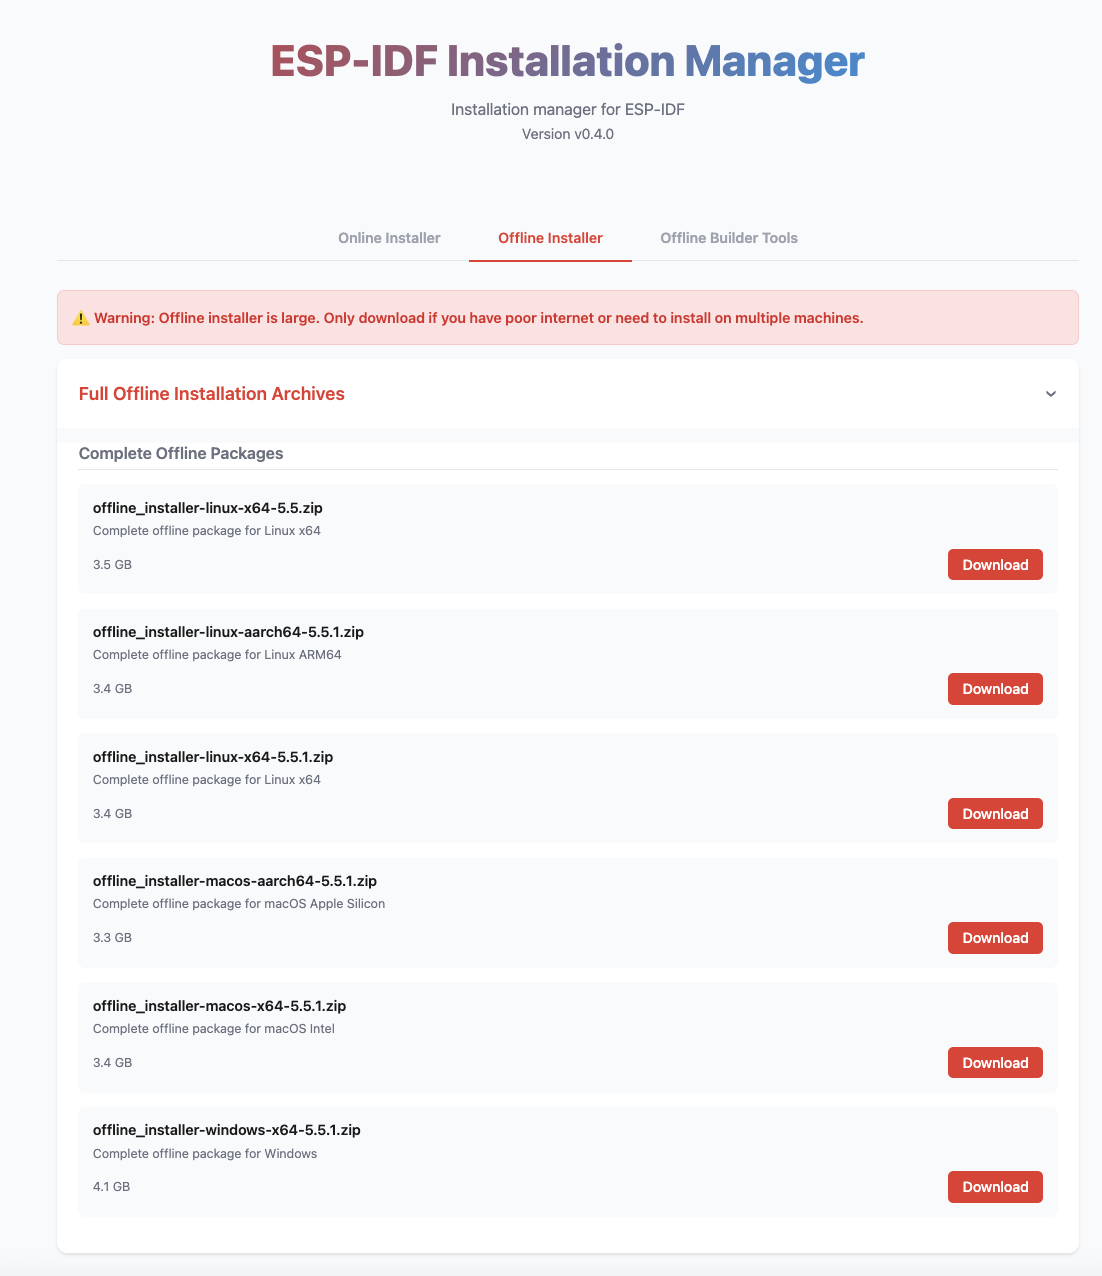 ESP-IDF Installation Manager
Installation manager for ESP-IDF
Version v0.4.0
Online Installer
Offline Installer
Offline Builder Tools
⚠️ Warning: Offline installer is large. Only download if you have poor internet or need to install on multiple machines.
Full Offline Installation Archives
Complete Offline Packages
offline_installer-linux-x64-5.5.zip
Complete offline package for Linux x64
3.5 GB
Download
offline_installer-linux-aarch64-5.5.1.zip
Complete offline package for Linux ARM64
3.4 GB
Download
offline_installer-linux-x64-5.5.1.zip
Complete offline package for Linux x64
3.4 GB
Download
offline_installer-macos-aarch64-5.5.1.zip
Complete offline package for macOS Apple Silicon
3.3 GB
Download
offline_installer-macos-x64-5.5.1.zip
Complete offline package for macOS Intel
3.4 GB
Download
offline_installer-windows-x64-5.5.1.zip
Complete offline package for Windows
4.1 GB
Download